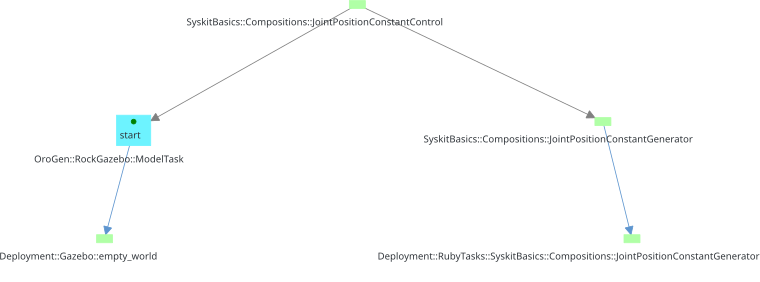 SyskitBasics::Compositions::JointPositionConstantControl
start
SyskitBasics::Compositions::JointPositionConstantGenerator
OroGen::RockGazebo::ModelTask
Deployment::Gazebo::empty_world
Deployment::RubyTasks::SyskitBasics::Compositions::JointPositionConstantGenerator